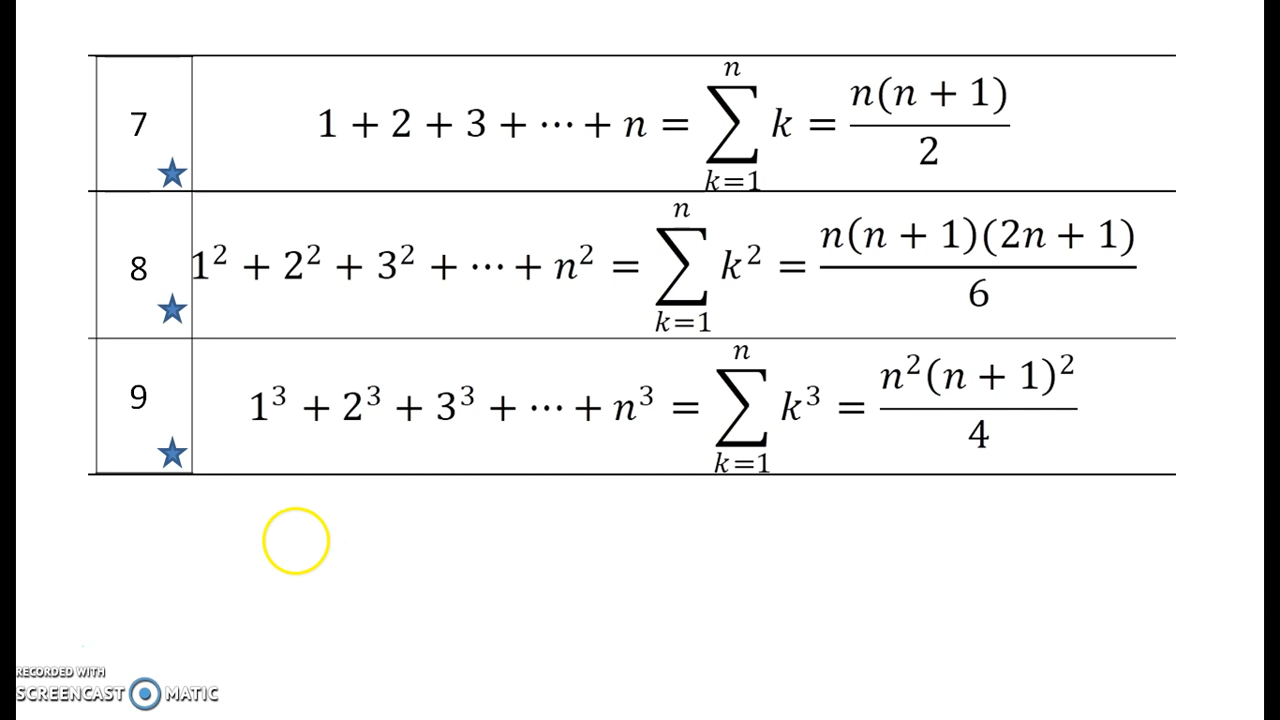 7 1 + 2 + 3 + ⋯ + n = ∑_{k=1}^{n} k = n(n + 1)/2
8 1² + 2² + 3² + ⋯ + n² = ∑_{k=1}^{n} k² = n(n + 1)(2n + 1)/6
9 1³ + 2³ + 3³ + ⋯ + n³ = ∑_{k=1}^{n} k³ = n²(n + 1)²/4
RECORDED WITH
SCREENCAST MATIC